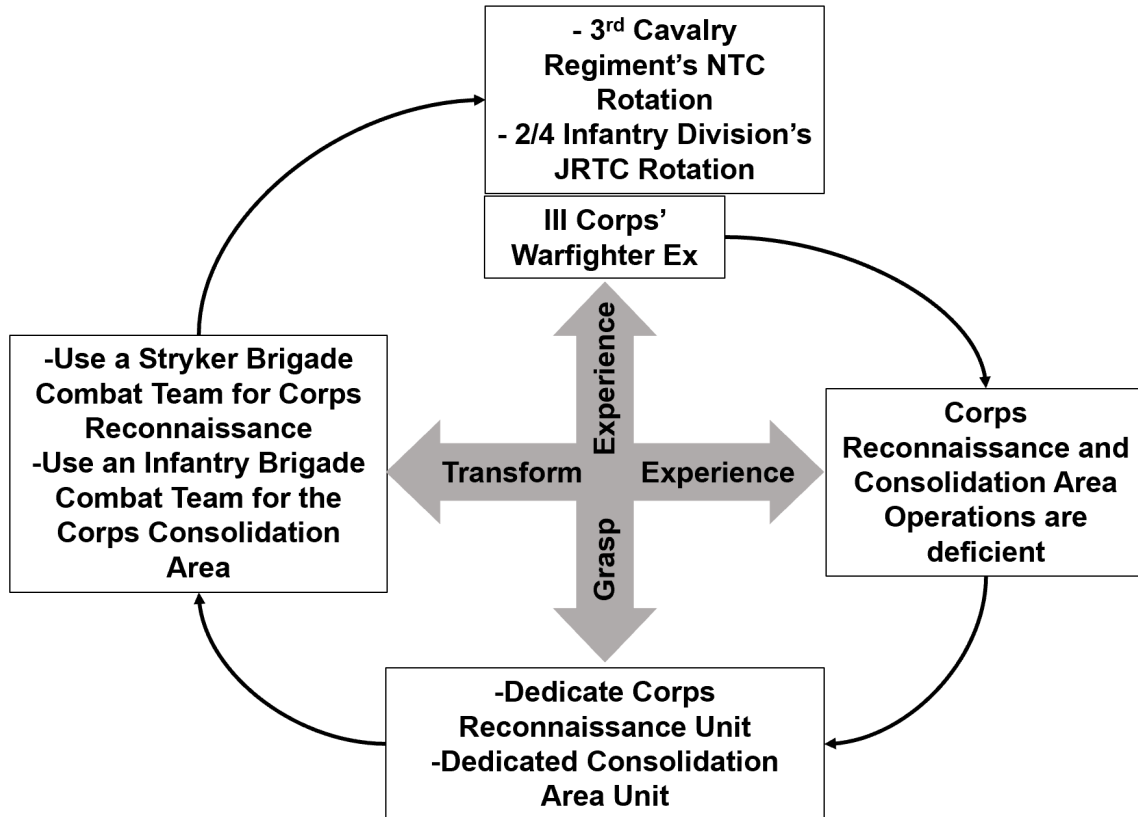 - 3rd Cavalry
Regiment’s NTC
Rotation
- 2/4 Infantry Division’s
JRTC Rotation
III Corps’
Warfighter Ex
-Use a Stryker Brigade
Combat Team for Corps
Reconnaissance
-Use an Infantry Brigade
Combat Team for the
Corps Consolidation
Area
Experience
Transform
Experience
Grasp
Corps
Reconnaissance and
Consolidation Area
Operations are
deficient
-Dedicate Corps
Reconnaissance Unit
-Dedicated Consolidation
Area Unit